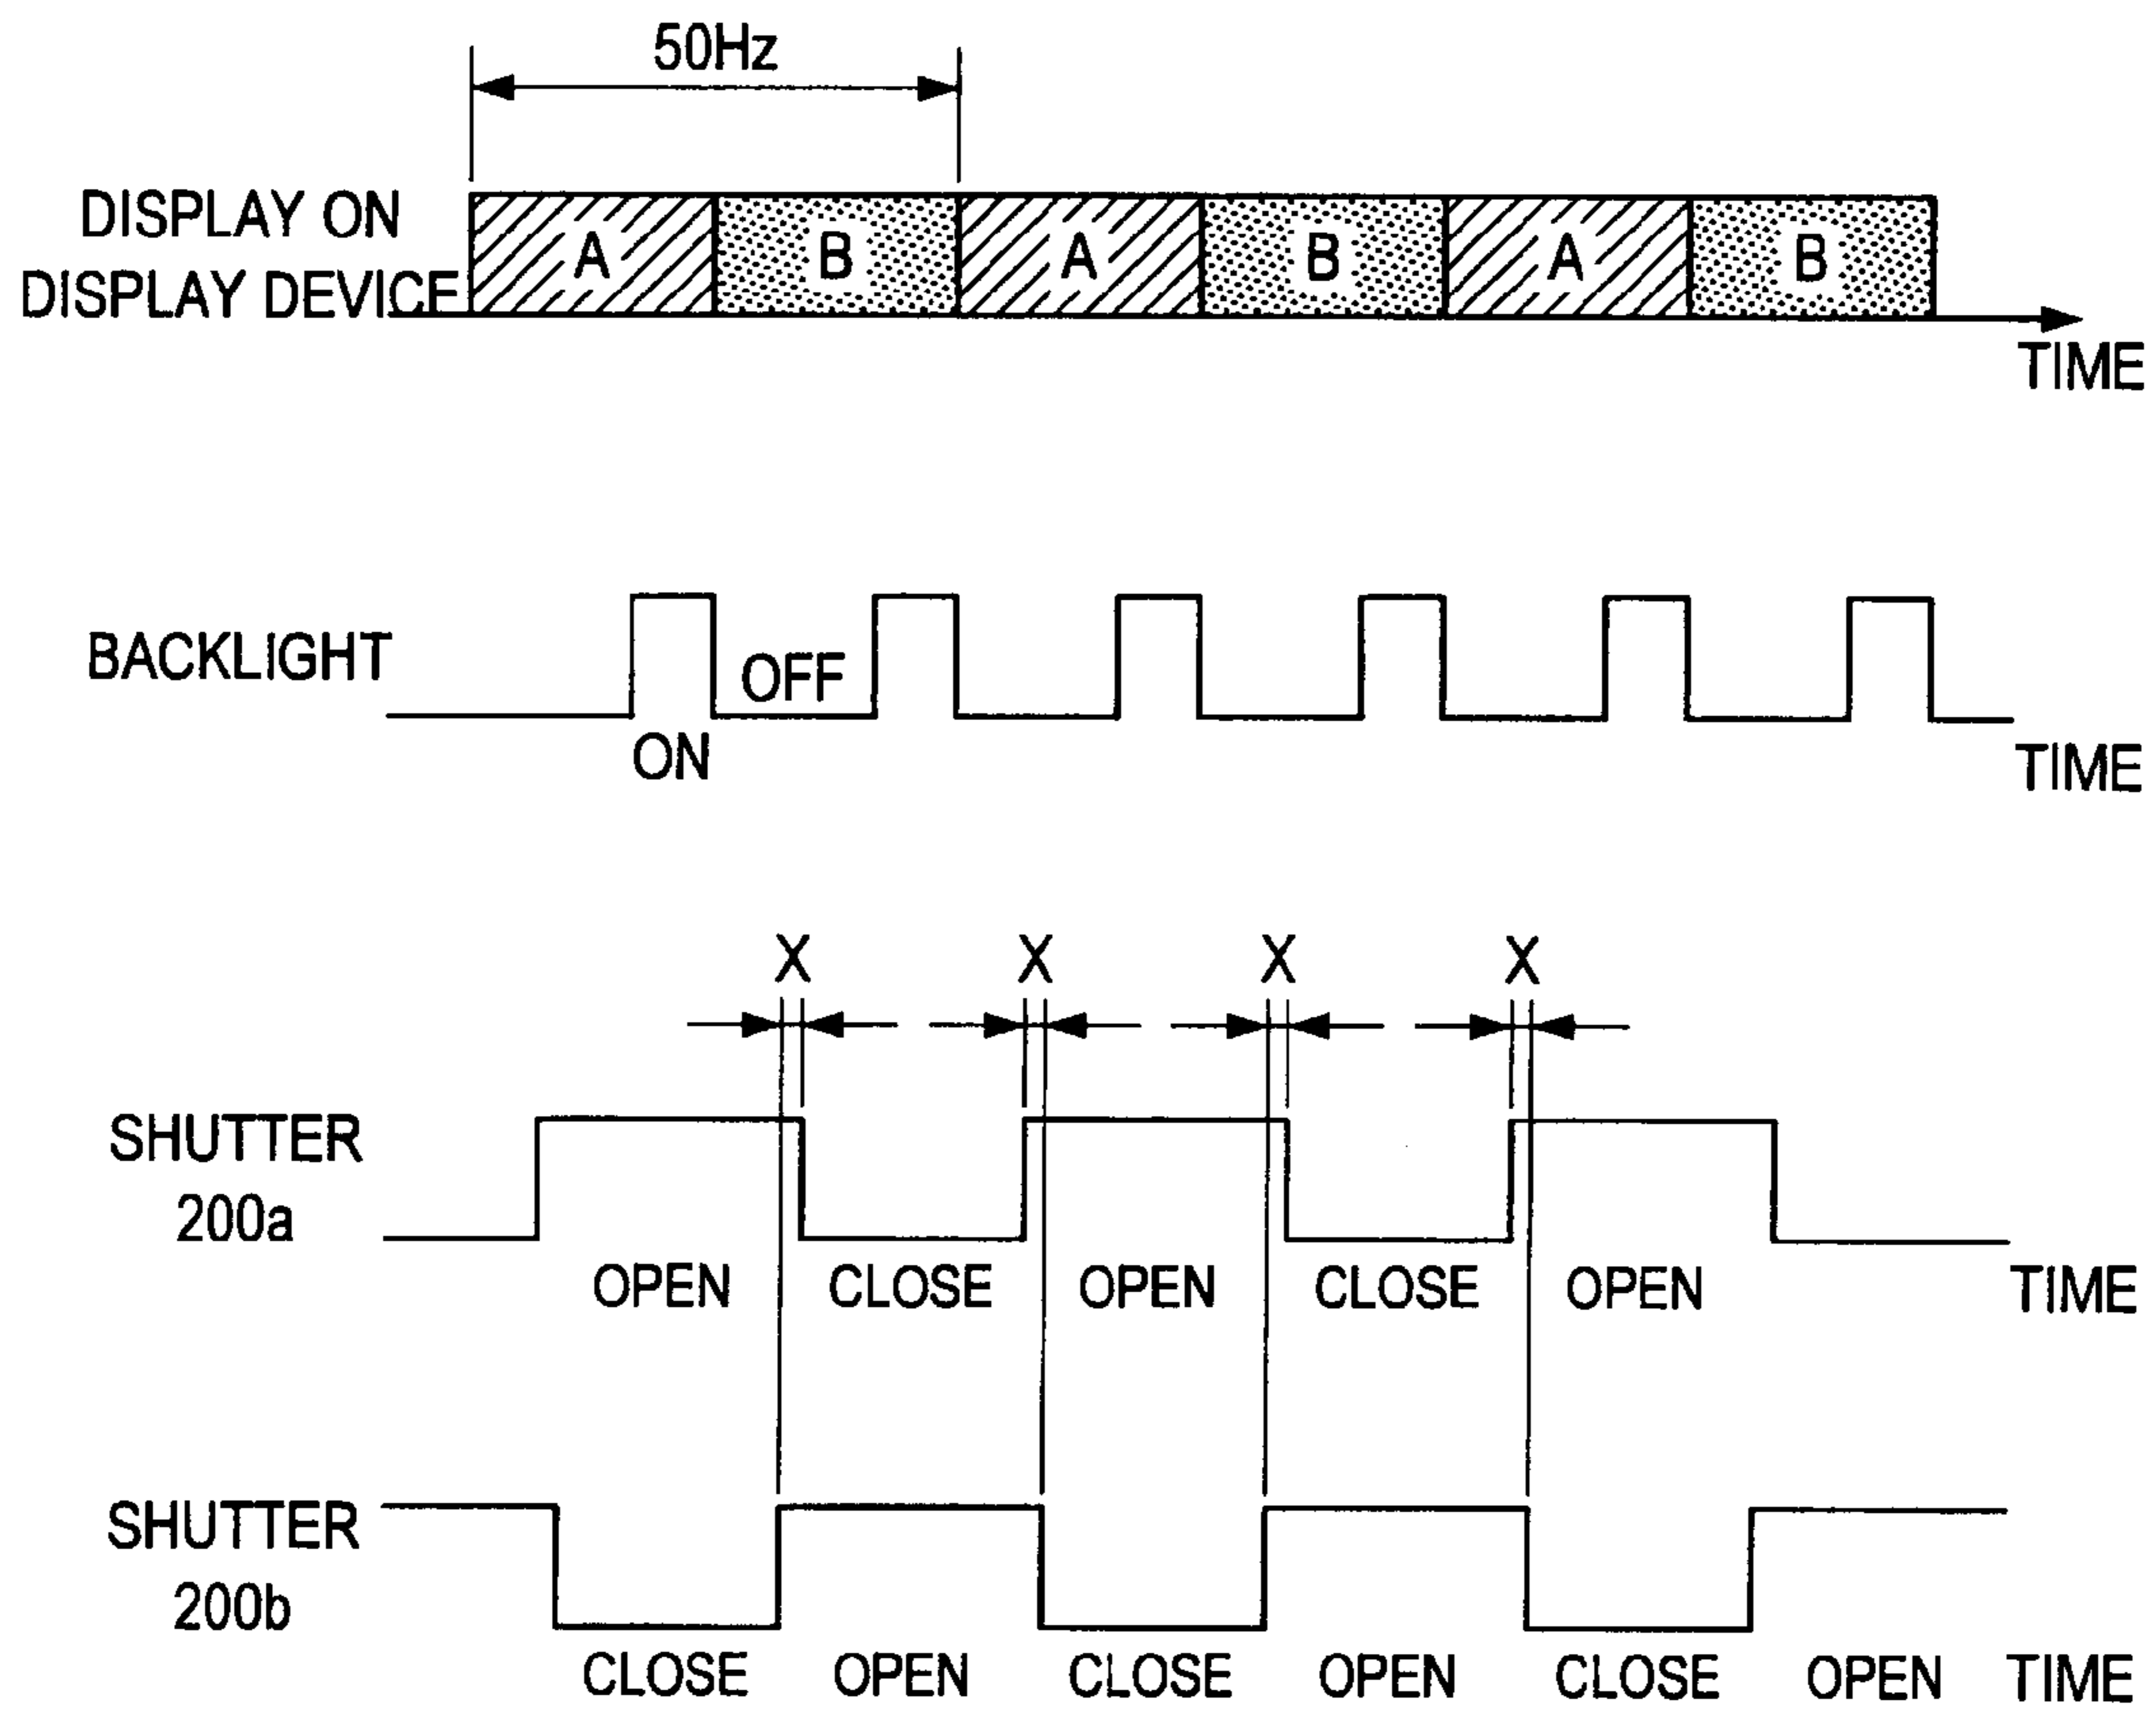 50Hz
DISPLAY ON
DISPLAY DEVICE
A B A B A B
TIME
BACKLIGHT
OFF
ON
TIME
X X X X
SHUTTER
200a
OPEN CLOSE OPEN CLOSE OPEN TIME
SHUTTER
200b
CLOSE OPEN CLOSE OPEN CLOSE OPEN TIME